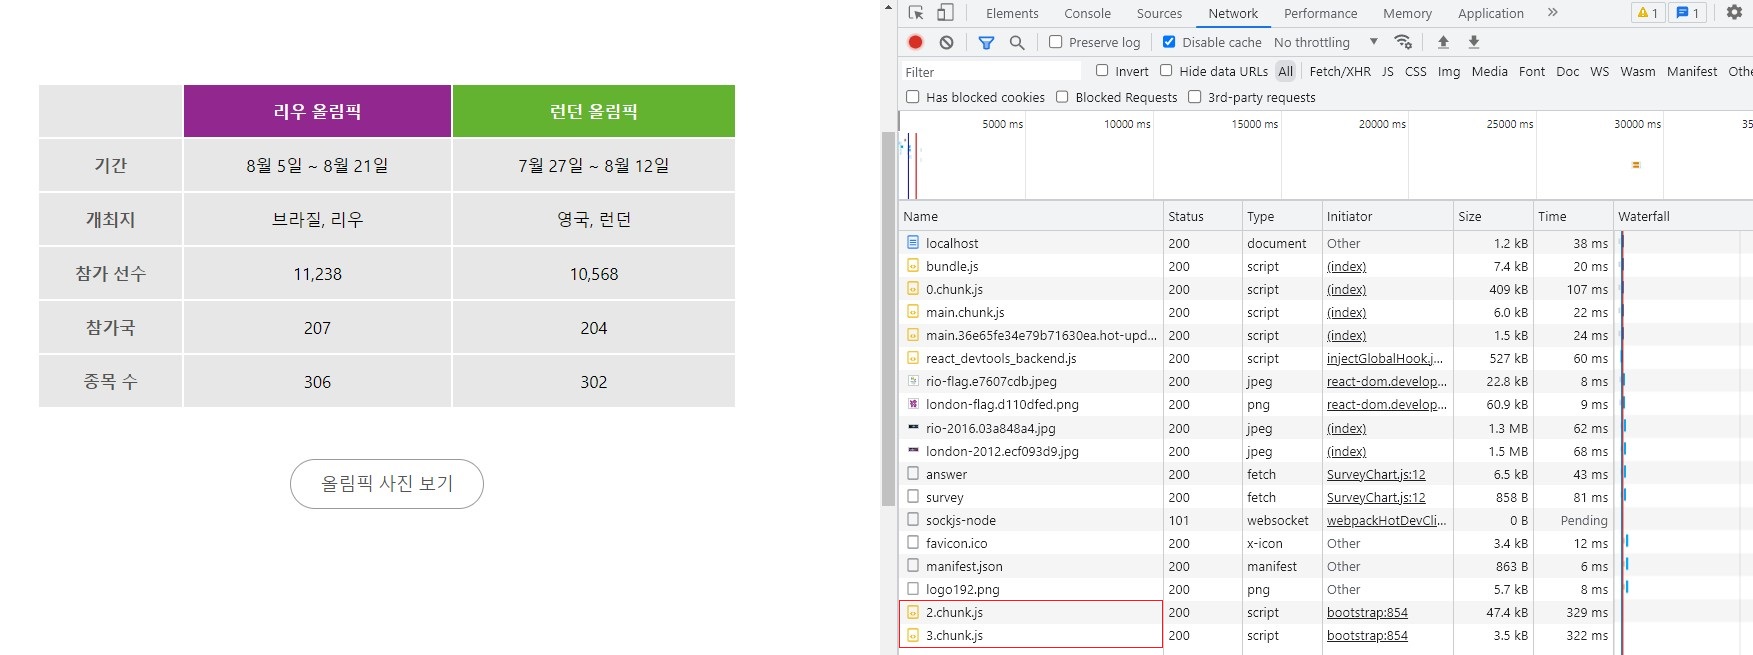 리우 올림픽 런던 올림픽
기간 8월 5일 ~ 8월 21일 7월 27일 ~ 8월 12일
개최지 브라질, 리우 영국, 런던
참가 선수 11,238 10,568
참가국 207 204
종목 수 306 302
올림픽 사진 보기
Elements Console Sources Network Performance Memory Application » 1 1
Preserve log Disable cache No throttling
Filter Invert Hide data URLs All Fetch/XHR JS CSS Img Media Font Doc WS Wasm Manifest Othe
Has blocked cookies Blocked Requests 3rd-party requests
5000 ms 10000 ms 15000 ms 20000 ms 25000 ms 30000 ms 35
Name Status Type Initiator Size Time Waterfall
localhost 200 document Other 1.2 kB 38 ms
bundle.js 200 script (index) 7.4 kB 20 ms
0.chunk.js 200 script (index) 409 kB 107 ms
main.chunk.js 200 script (index) 6.0 kB 22 ms
main.36e65fe34e79b71630ea.hot-upd... 200 script (index) 1.5 kB 24 ms
react_devtools_backend.js 200 script injectGlobalHook.j... 527 kB 60 ms
rio-flag.e7607cdb.jpeg 200 jpeg react-dom.develop... 22.8 kB 8 ms
london-flag.d110dfed.png 200 png react-dom.develop... 60.9 kB 9 ms
rio-2016.03a848a4.jpg 200 jpeg (index) 1.3 MB 62 ms
london-2012.ecf093d9.jpg 200 jpeg (index) 1.5 MB 68 ms
answer 200 fetch SurveyChart.js:12 6.5 kB 43 ms
survey 200 fetch SurveyChart.js:12 858 B 81 ms
sockjs-node 101 websocket webpackHotDevCli... 0 B Pending
favicon.ico 200 x-icon Other 3.4 kB 12 ms
manifest.json 200 manifest Other 863 B 6 ms
logo192.png 200 png Other 5.7 kB 8 ms
2.chunk.js 200 script bootstrap:854 47.4 kB 329 ms
3.chunk.js 200 script bootstrap:854 3.5 kB 322 ms